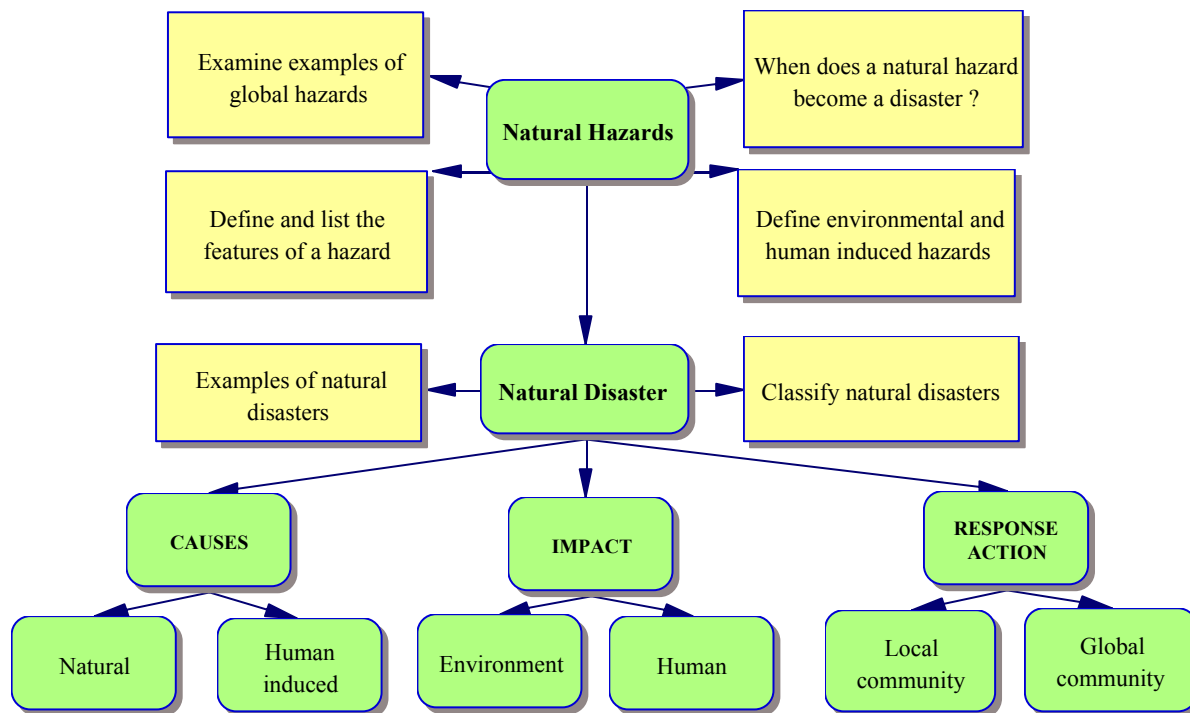 Examine examples of
global hazards
When does a natural hazard
become a disaster ?
Natural Hazards
Define and list the
features of a hazard
Define environmental and
human induced hazards
Examples of natural
disasters
Natural Disaster
Classify natural disasters
CAUSES
IMPACT
RESPONSE
ACTION
Natural
Human
induced
Environment
Human
Local
community
Global
community